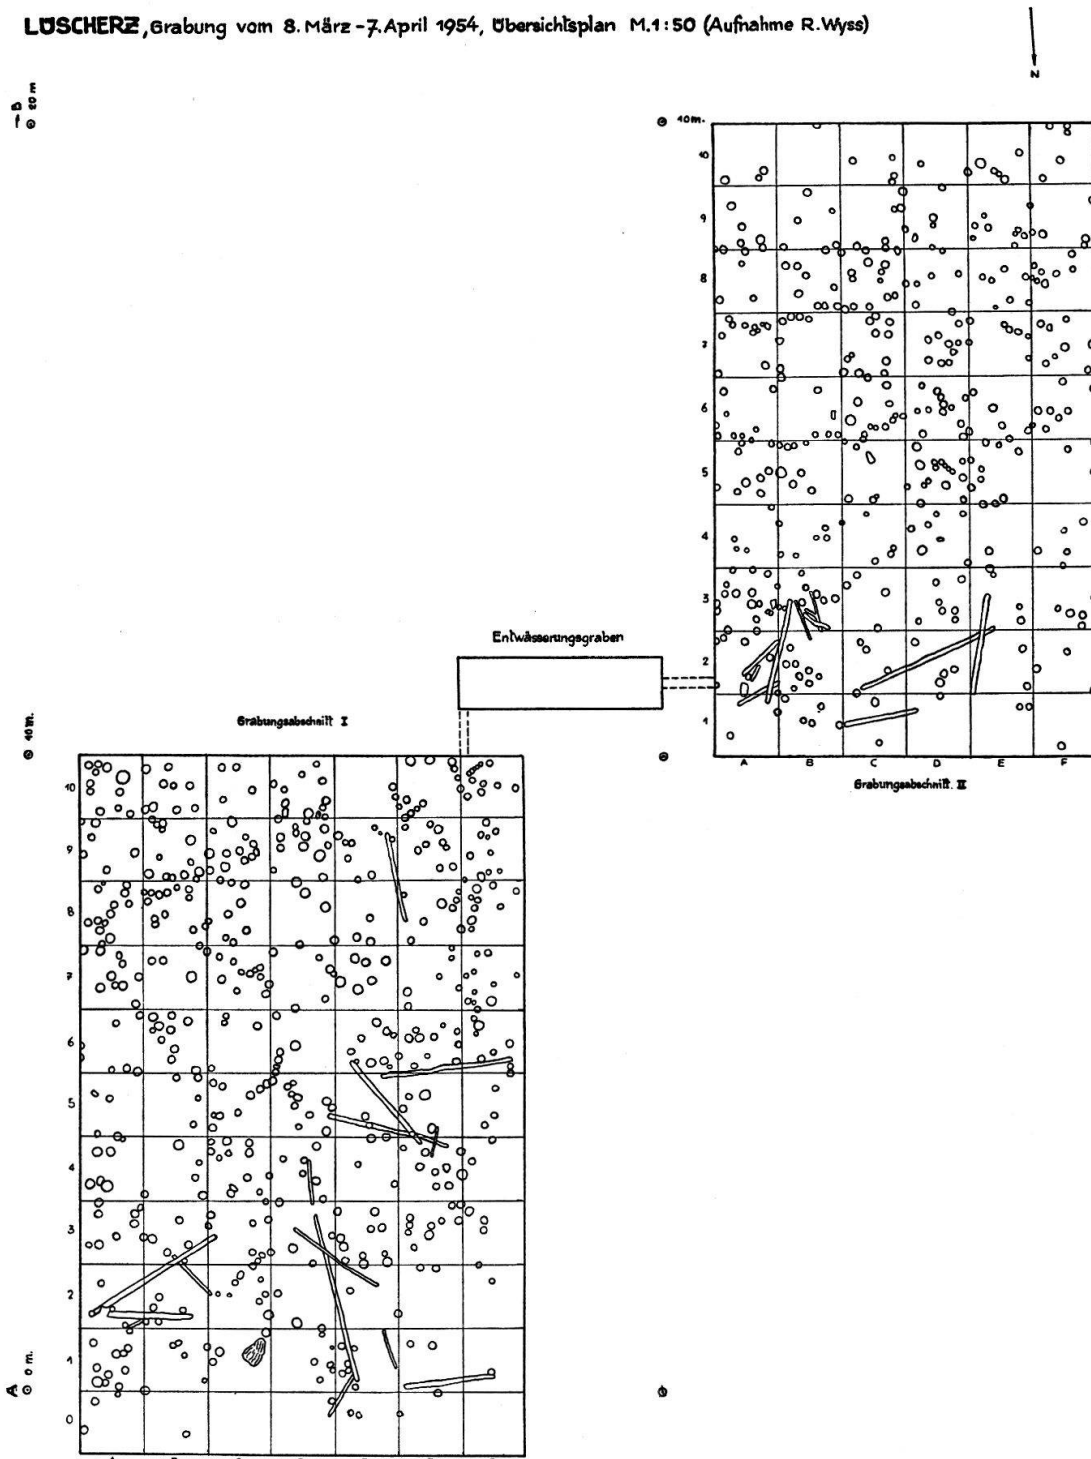 LÜSCHERZ, Grabung vom 8. März - 7. April 1954, Übersichtsplan M. 1:50 (Aufnahme R. Wyss)
N
B
20 m
10 m.
10
9
8
7
6
5
4
3
2
1
A B C D E F
Grabungsabschnitt II
Entwässerungsgraben
Grabungsabschnitt I
10 m.
10
9
8
7
6
5
4
3
2
1
0
A
0 m.